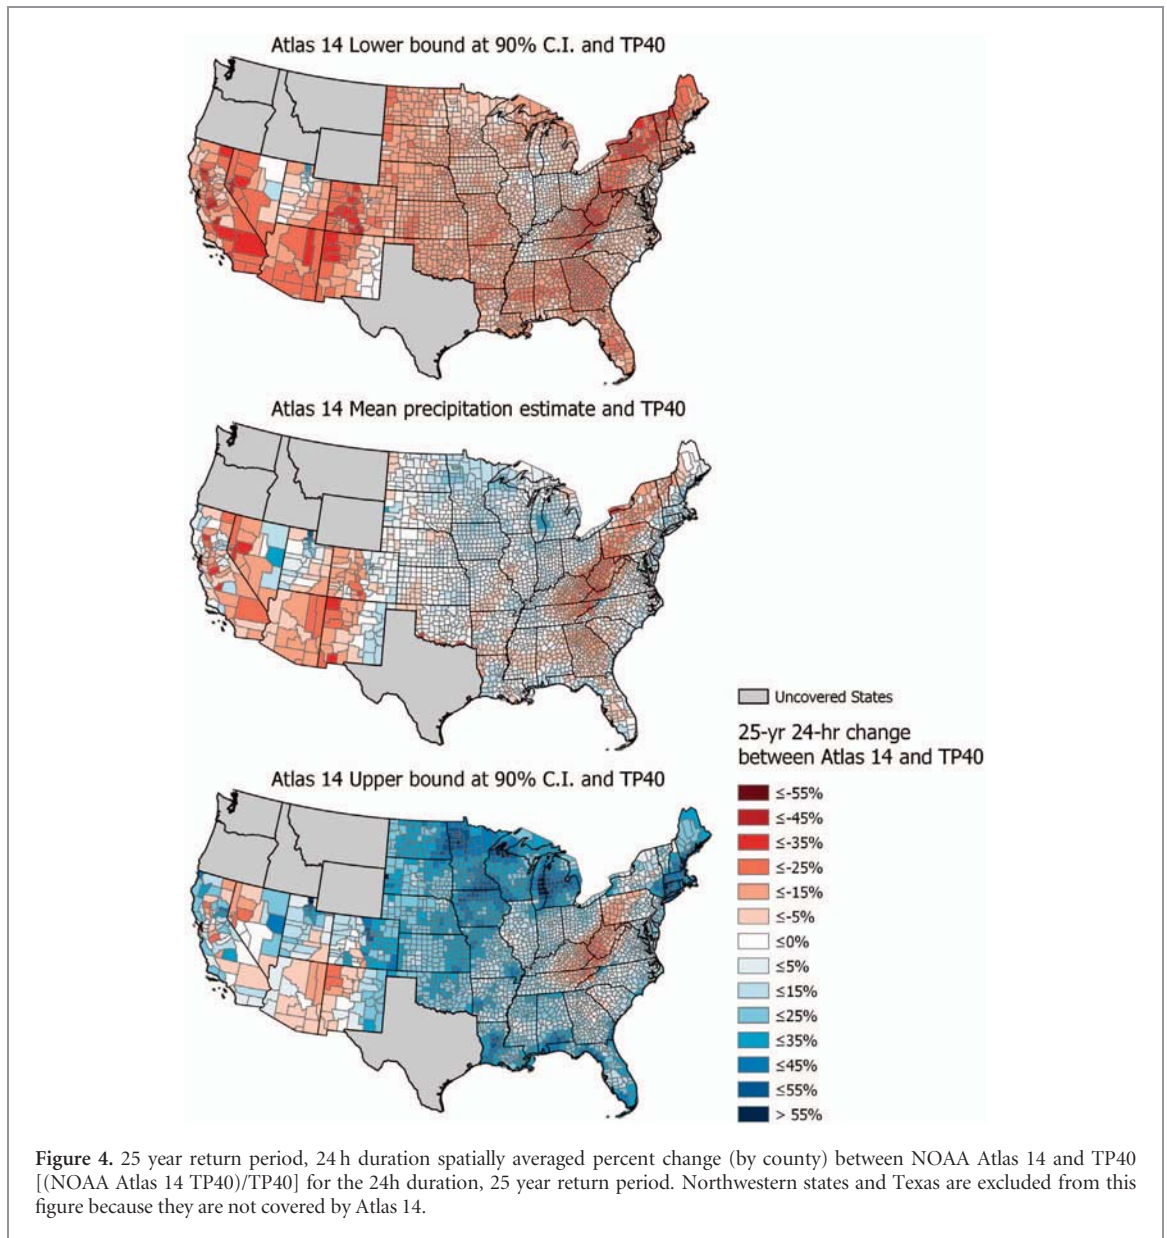 Atlas 14 Lower bound at 90% C.I. and TP40
Atlas 14 Mean precipitation estimate and TP40
Uncovered States
25-yr 24-hr change
between Atlas 14 and TP40
Atlas 14 Upper bound at 90% C.I. and TP40
≤-55%
≤-45%
≤-35%
≤-25%
≤-15%
≤-5%
≤0%
≤5%
≤15%
≤25%
≤35%
≤45%
≤55%
> 55%
Figure 4. 25 year return period, 24 h duration spatially averaged percent change (by county) between NOAA Atlas 14 and TP40
[(NOAA Atlas 14 TP40)/TP40] for the 24h duration, 25 year return period. Northwestern states and Texas are excluded from this
figure because they are not covered by Atlas 14.